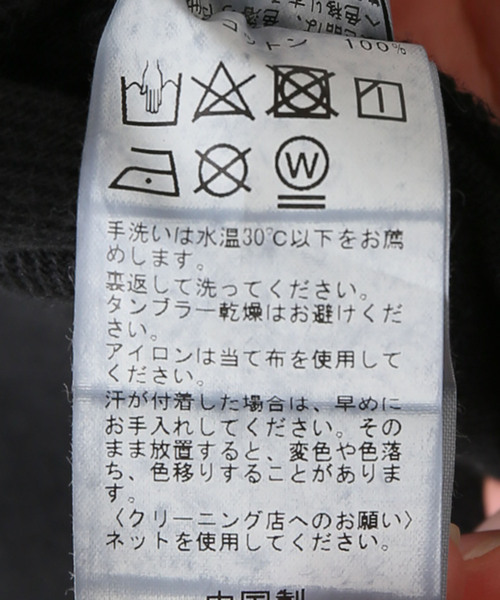 コットン 100%
W
手洗いは水温30℃以下をお薦
めします。
裏返して洗ってください。
タンブラー乾燥はお避けくだ
さい。
アイロンは当て布を使用して
ください。
汗が付着した場合は、早めに
お手入れしてください。その
まま放置すると、変色や色落
ち、色移りすることがありま
す。
〈クリーニング店へのお願い〉
ネットを使用してください。
中国製